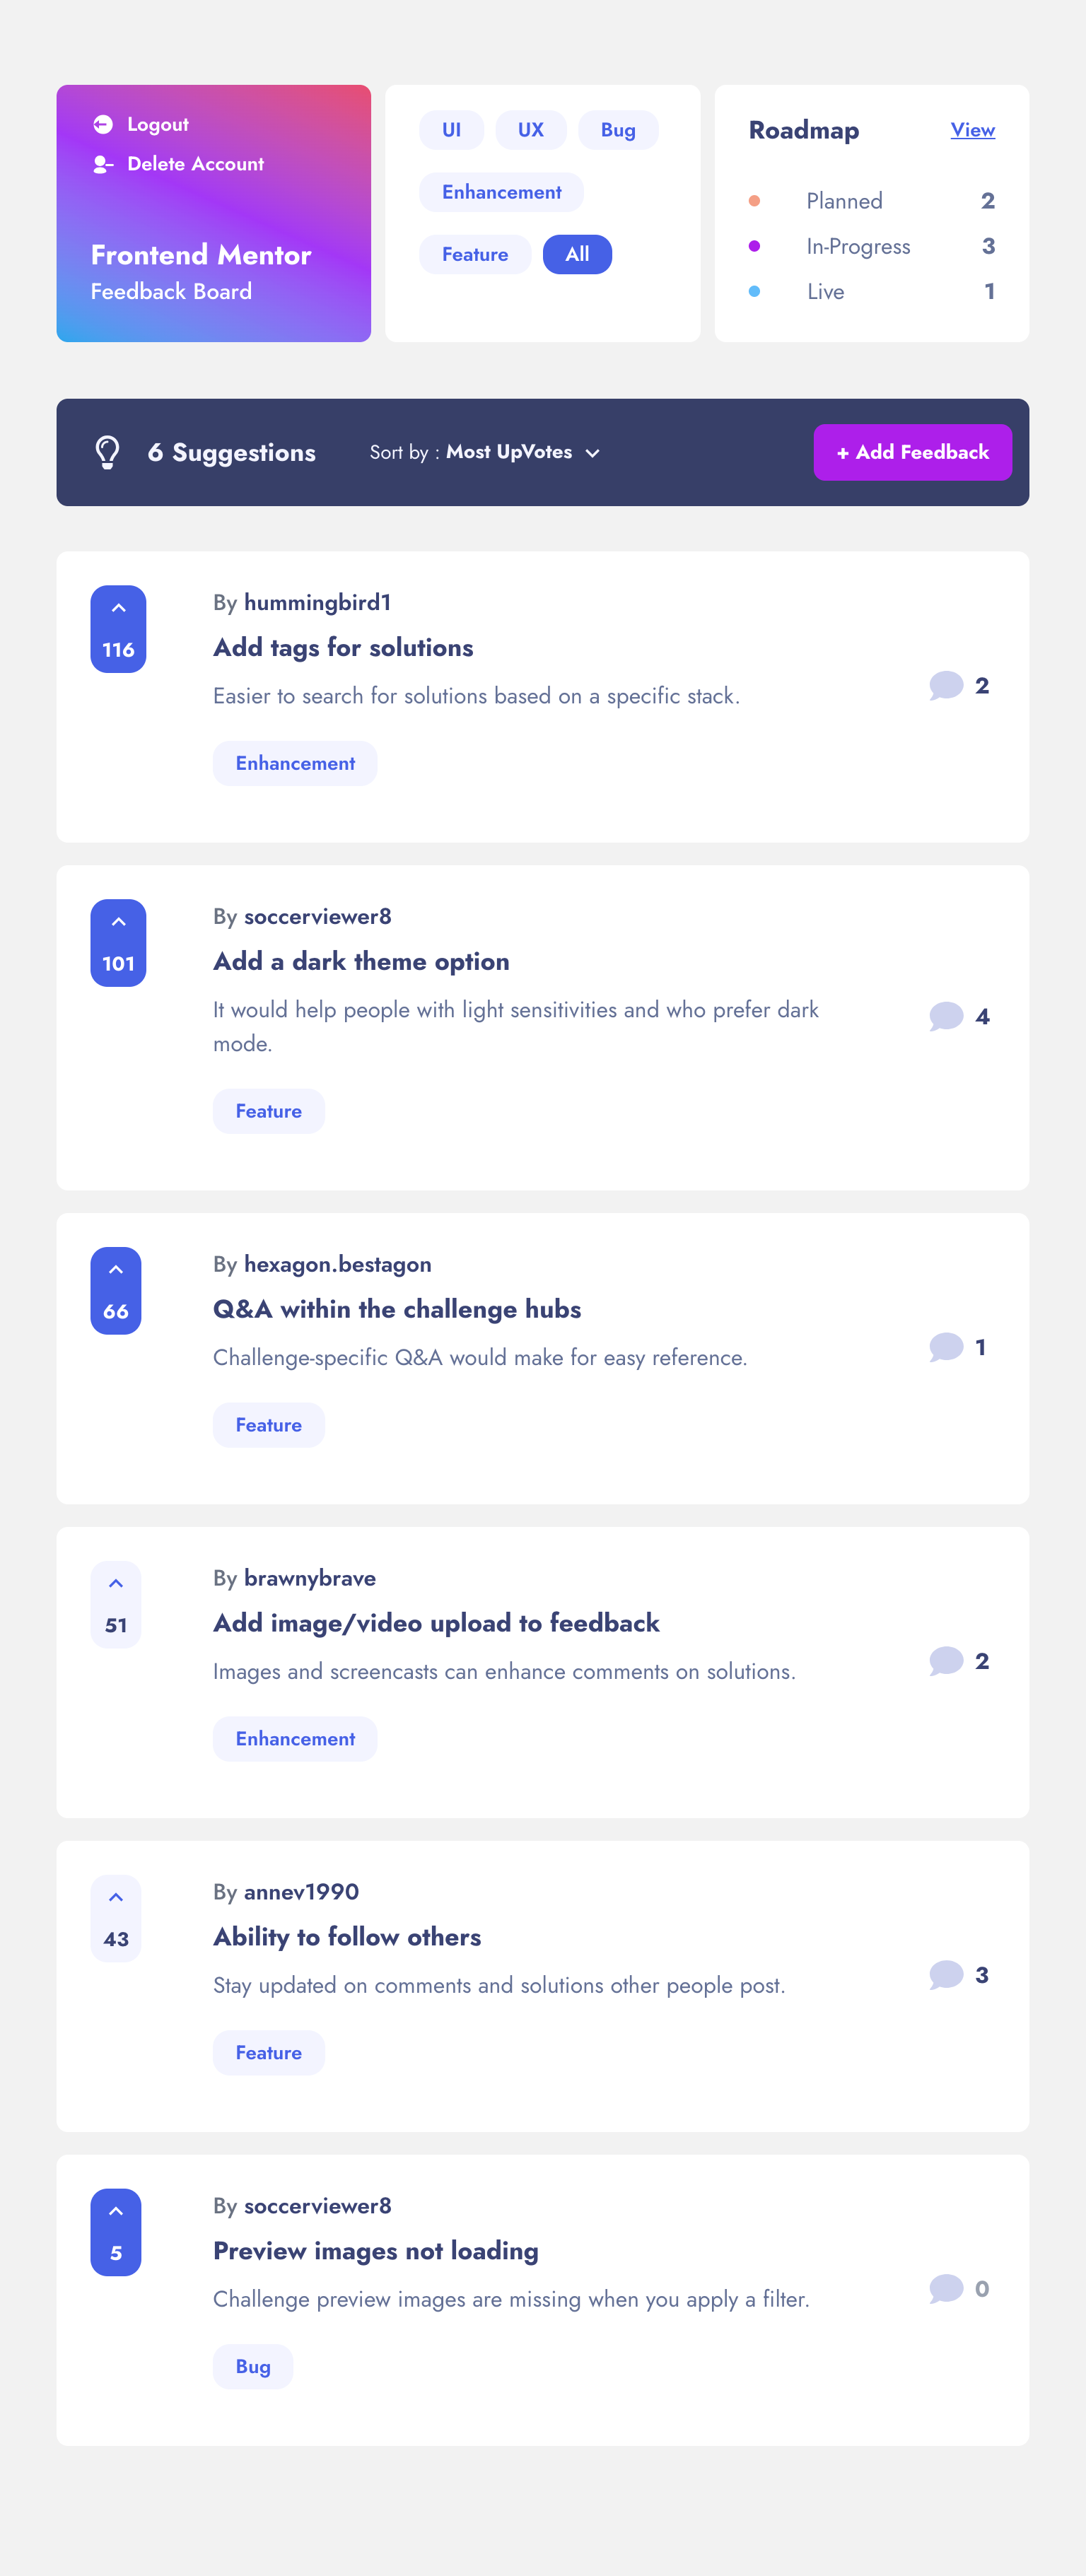 Logout
Delete Account
Frontend Mentor
Feedback Board
UI UX Bug
Enhancement
Feature All
Roadmap View
Planned 2
In-Progress 3
Live 1
6 Suggestions Sort by : Most UpVotes + Add Feedback
By hummingbird1
116
Add tags for solutions
Easier to search for solutions based on a specific stack.
2
Enhancement
By soccerviewer8
101
Add a dark theme option
It would help people with light sensitivities and who prefer dark
mode.
4
Feature
By hexagon.bestagon
66
Q&A within the challenge hubs
Challenge-specific Q&A would make for easy reference.
1
Feature
By brawnybrave
51
Add image/video upload to feedback
Images and screencasts can enhance comments on solutions.
2
Enhancement
By annev1990
43
Ability to follow others
Stay updated on comments and solutions other people post.
3
Feature
By soccerviewer8
5
Preview images not loading
Challenge preview images are missing when you apply a filter.
0
Bug